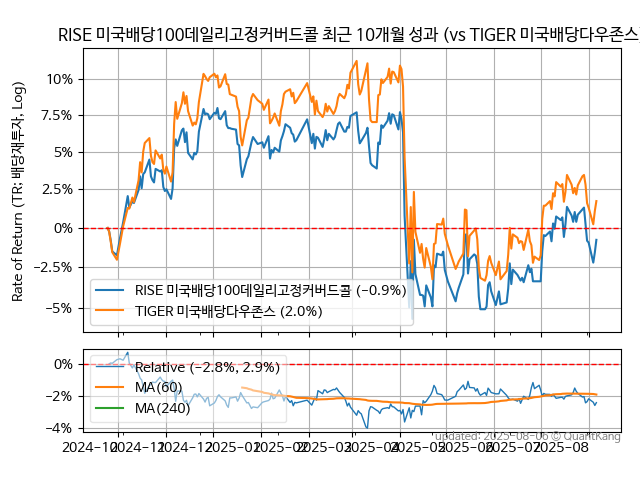 RISE 미국배당100데일리고정커버드콜 최근 10개월 성과 (vs TIGER 미국배당다우존스)
Rate of Return (TR: 배당재투자, Log)
10%
7.5%
5%
2.5%
0%
−2.5%
−5%
RISE 미국배당100데일리고정커버드콜 (−0.9%)
TIGER 미국배당다우존스 (2.0%)
0%
−2%
−4%
Relative (−2.8%, 2.9%)
MA(60)
MA(240)
updated: 2025-08-06 © QuantKang
2024-10
2024-11
2024-12
2025-01
2025-02
2025-03
2025-04
2025-05
2025-06
2025-07
2025-08